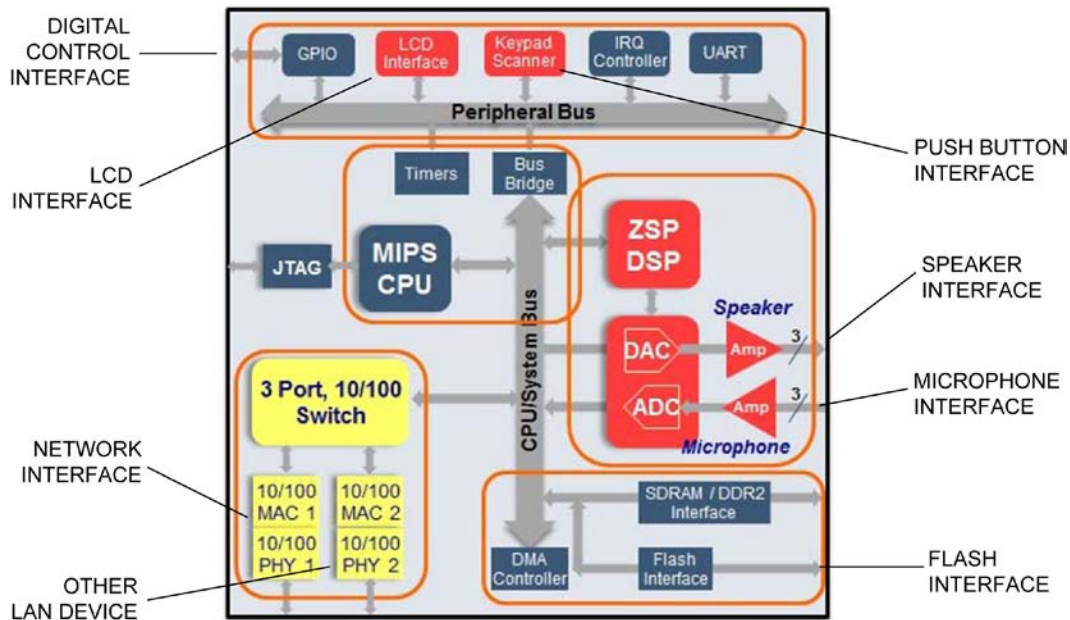 DIGITAL
CONTROL
INTERFACE
GPIO
LCD
Interface
Keypad
Scanner
IRQ
Controller
UART
Peripheral Bus
LCD
INTERFACE
PUSH BUTTON
INTERFACE
Timers
Bus
Bridge
MIPS
CPU
JTAG
CPU/System Bus
ZSP
DSP
SPEAKER
INTERFACE
Speaker
DAC
Amp
3
ADC
Amp
3
Microphone
MICROPHONE
INTERFACE
3 Port, 10/100
Switch
NETWORK
INTERFACE
10/100
MAC 1
10/100
MAC 2
10/100
PHY 1
10/100
PHY 2
OTHER
LAN DEVICE
SDRAM / DDR2
Interface
DMA
Controller
Flash
Interface
FLASH
INTERFACE